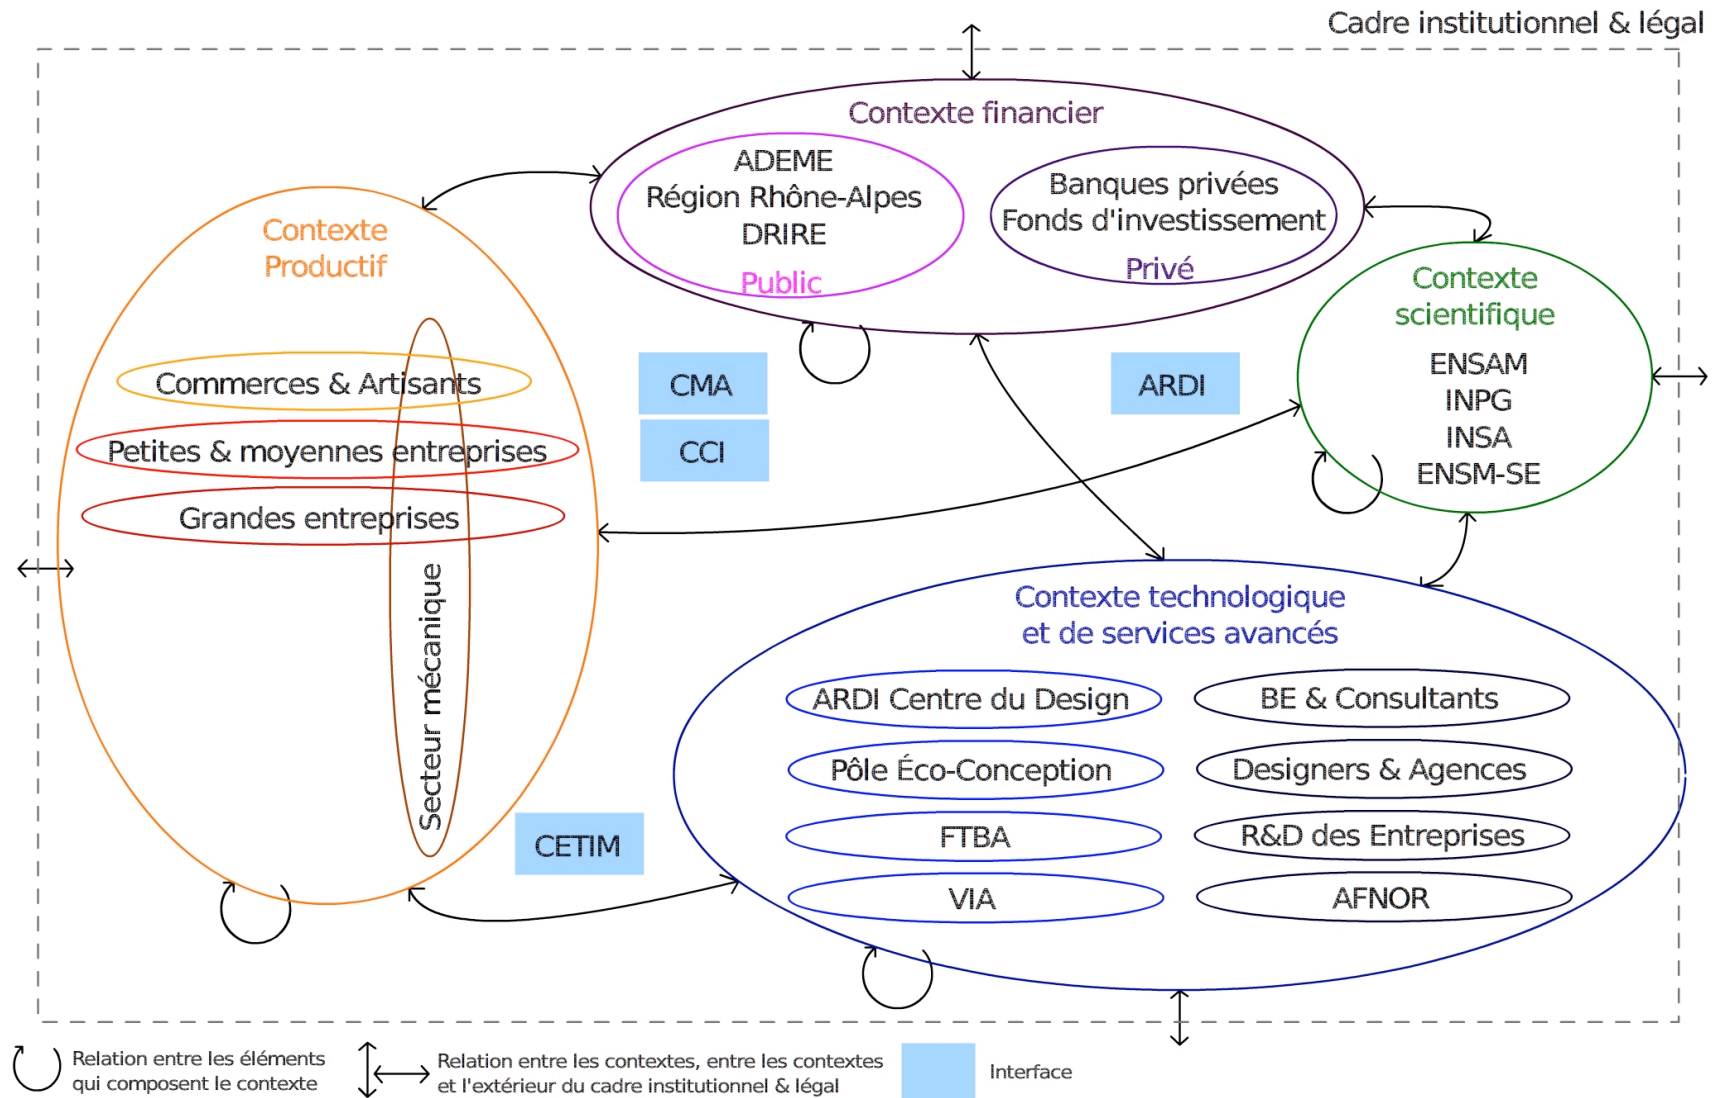 Cadre institutionnel & légal
Contexte financier
ADEME
Région Rhône-Alpes
DRIRE
Public
Banques privées
Fonds d'investissement
Privé
Contexte
Productif
Commerces & Artisants
Petites & moyennes entreprises
Grandes entreprises
Secteur mécanique
CMA
CCI
ARDI
Contexte
scientifique
ENSAM
INPG
INSA
ENSM-SE
CETIM
Contexte technologique
et de services avancés
ARDI Centre du Design
Pôle Éco-Conception
FTBA
VIA
BE & Consultants
Designers & Agences
R&D des Entreprises
AFNOR
Relation entre les éléments
qui composent le contexte
Relation entre les contextes, entre les contextes
et l'extérieur du cadre institutionnel & légal
Interface